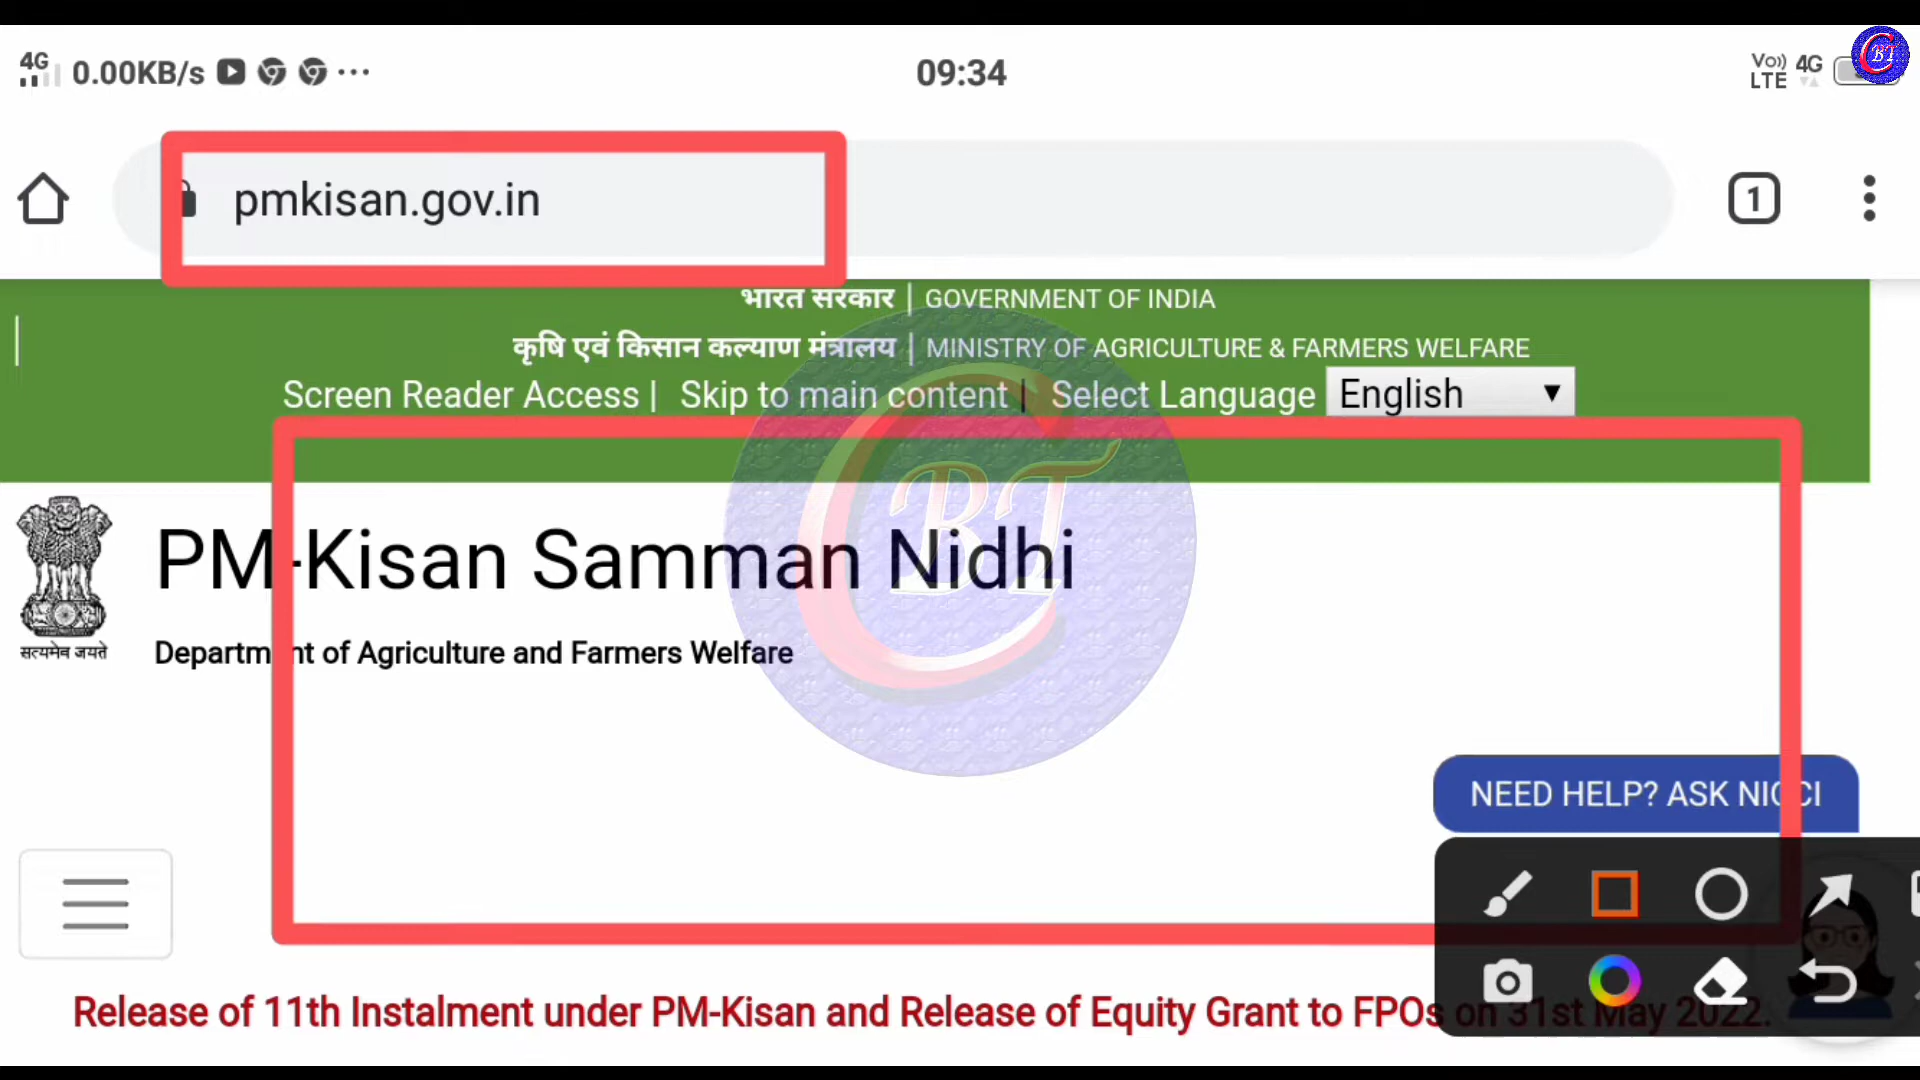 4G 0.00KB/s ... 09:34 Vo)) LTE 4G
pmkisan.gov.in 1
भारत सरकार | GOVERNMENT OF INDIA
कृषि एवं किसान कल्याण मंत्रालय | MINISTRY OF AGRICULTURE & FARMERS WELFARE
Screen Reader Access | Skip to main content | Select Language English
PM-Kisan Samman Nidhi
सत्यमेव जयते
Department of Agriculture and Farmers Welfare
CBT
NEED HELP? ASK
Release of 11th Instalment under PM-Kisan and Release of Equity Grant to FPOs on 31st May 2022.